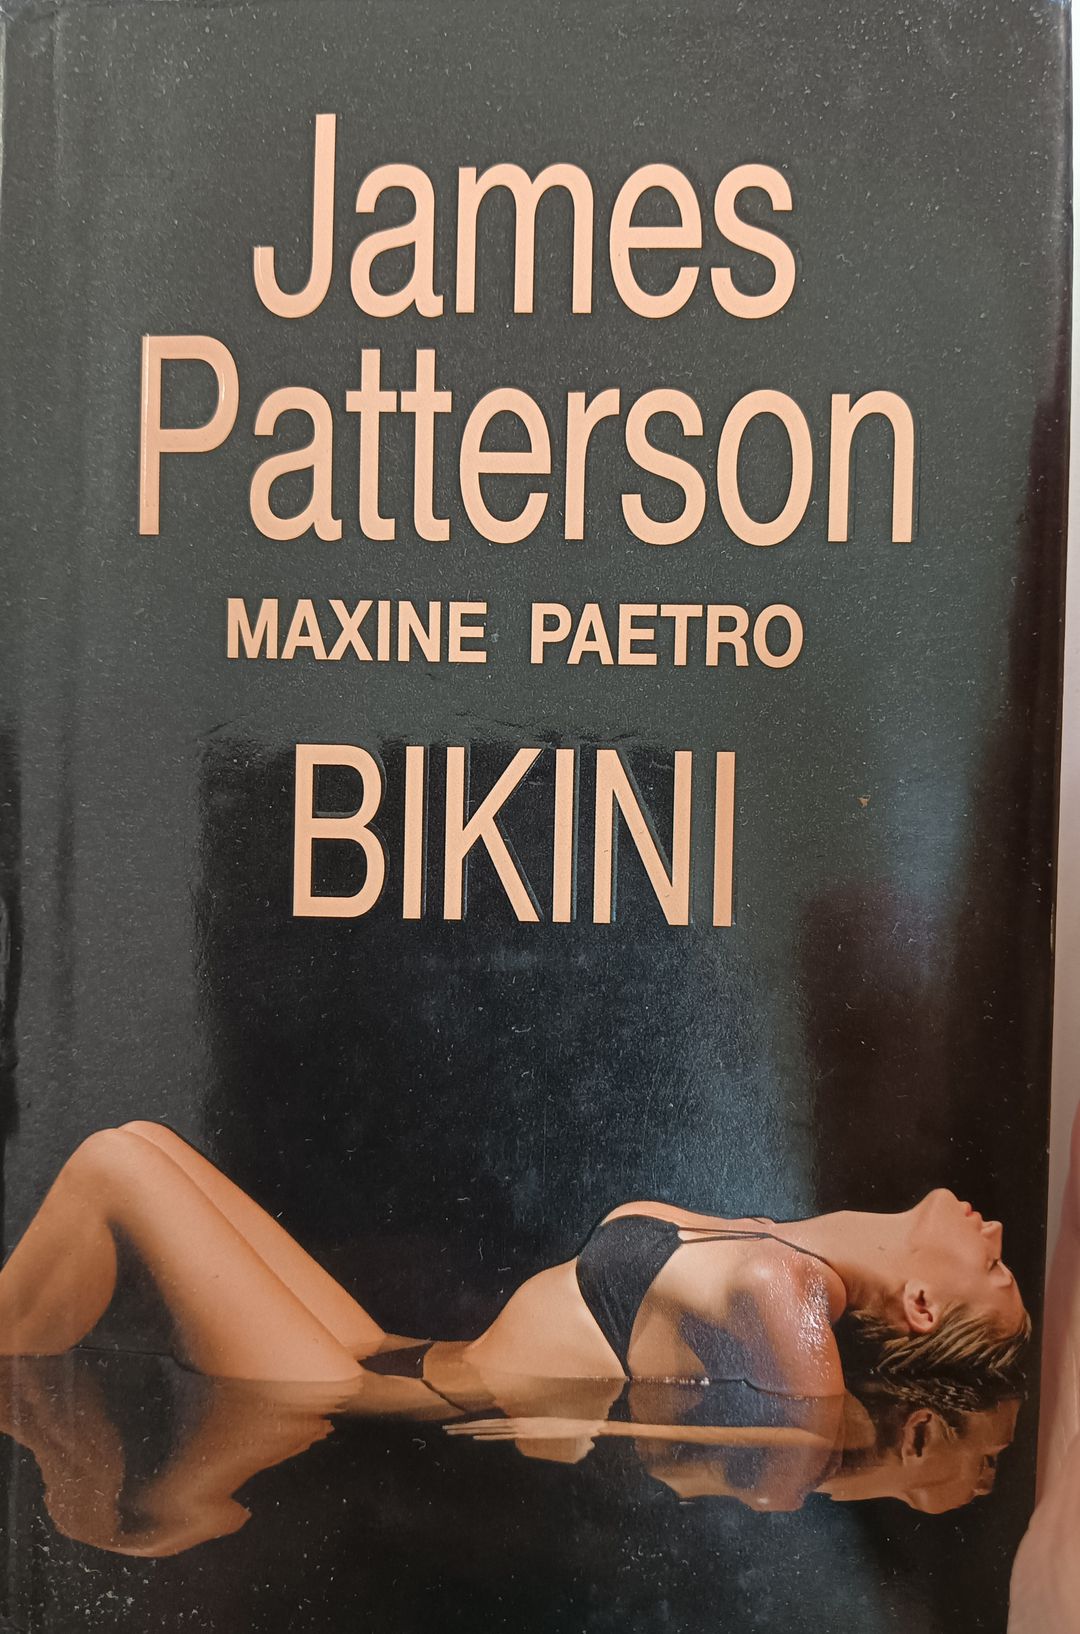 James
Patterson
MAXINE PAETRO
BIKINI